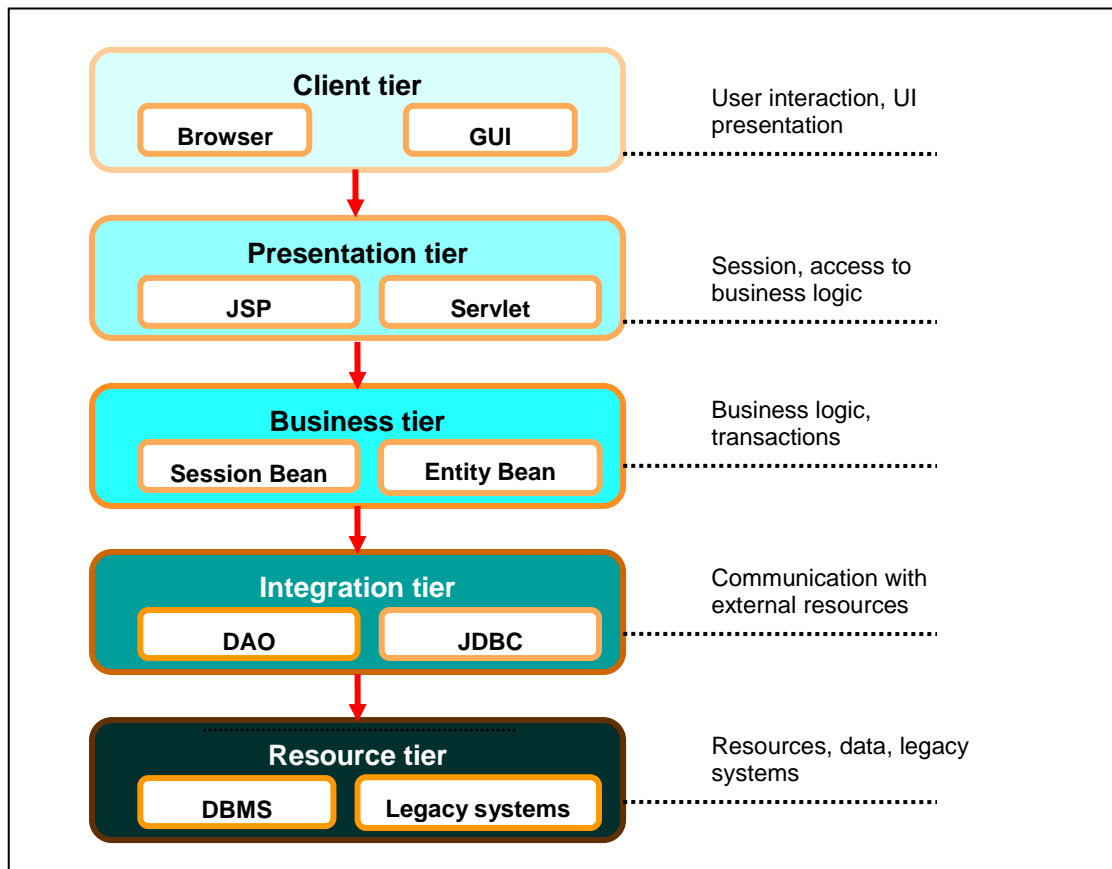 Client tier
Browser
GUI
User interaction, UI
presentation
Presentation tier
JSP
Servlet
Session, access to
business logic
Business tier
Session Bean
Entity Bean
Business logic,
transactions
Integration tier
DAO
JDBC
Communication with
external resources
Resource tier
DBMS
Legacy systems
Resources, data, legacy
systems